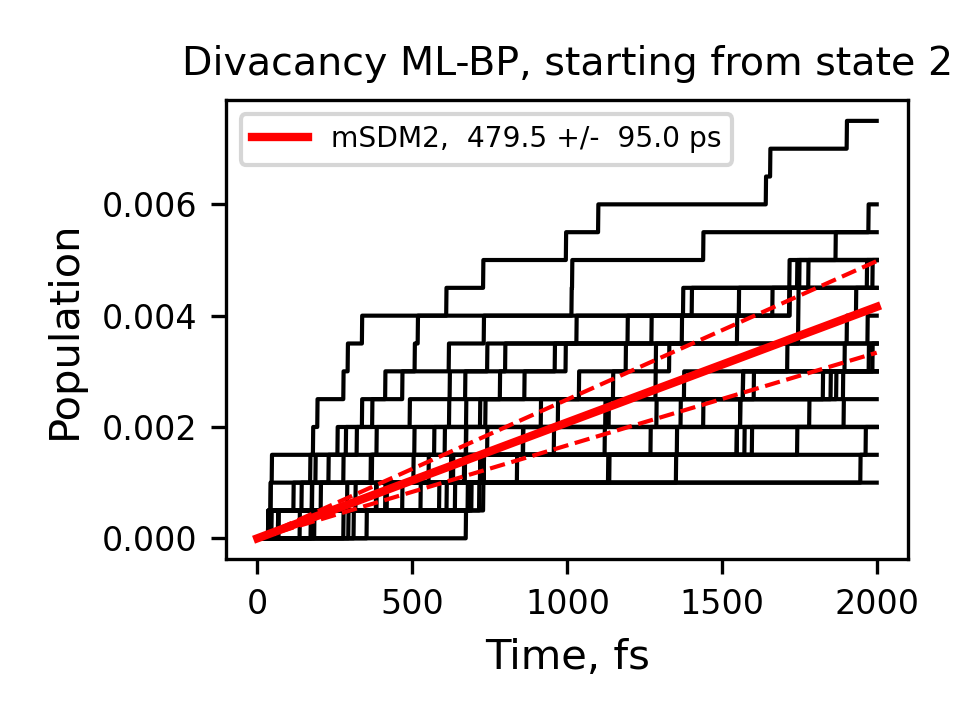 Divacancy ML-BP, starting from state 2
mSDM2,  479.5 +/-  95.0 ps
Population
0.006
0.004
0.002
0.000
0
500
1000
1500
2000
Time, fs